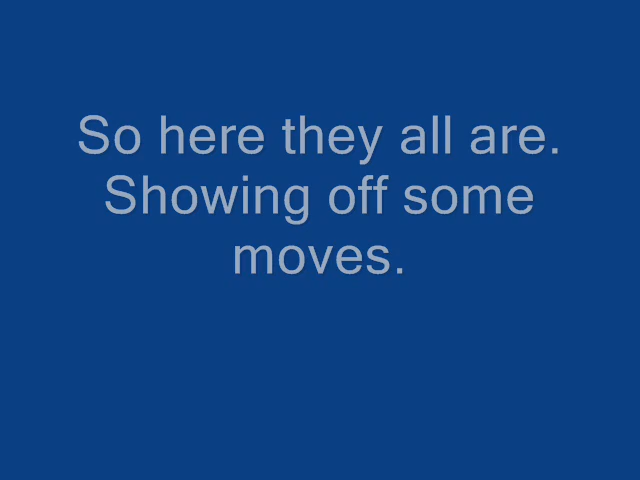 So here they all are.
Showing off some
moves.